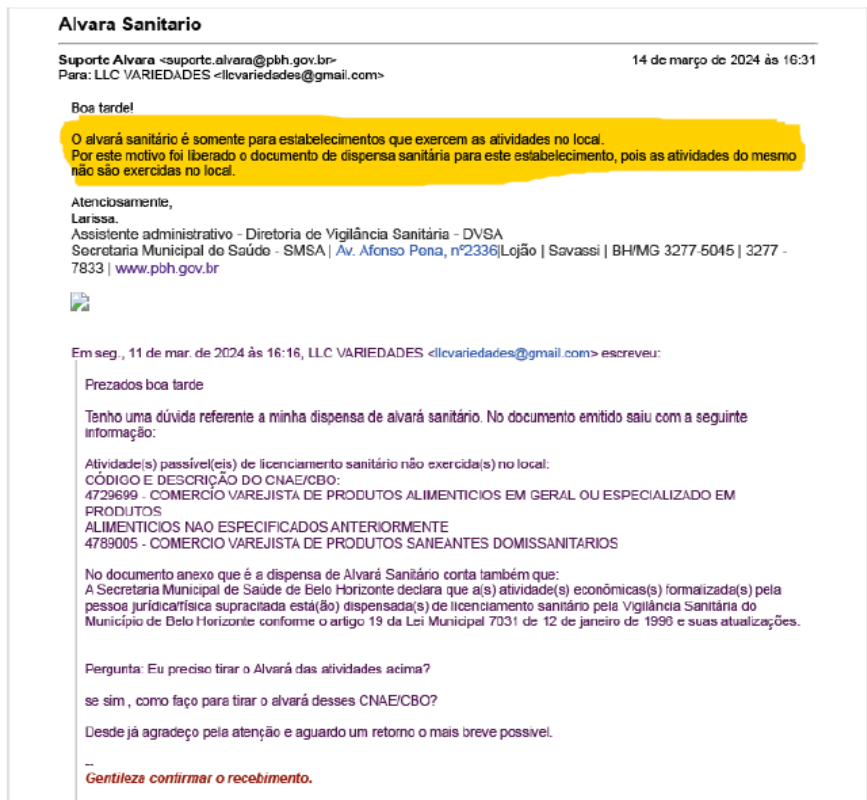 Alvara Sanitario
Suporte Alvara <suporte.alvara@pbh.gov.br> 14 de março de 2024 às 16:31
Para: LLC VARIEDADES <llcvariedades@gmail.com>
Boa tarde!
O alvará sanitário é somente para estabelecimentos que exercem as atividades no local.
Por este motivo foi liberado o documento de dispensa sanitária para este estabelecimento, pois as atividades do mesmo
não são exercidas no local.
Atenciosamente,
Larissa.
Assistente administrativo - Diretoria de Vigilância Sanitária - DVSA
Secretaria Municipal de Saúde - SMSA | Av. Afonso Pena, nº2336|Lojão | Savassi | BH/MG 3277-5045 | 3277 -
7833 | www.pbh.gov.br
Em seg., 11 de mar. de 2024 às 16:16, LLC VARIEDADES <llcvariedades@gmail.com> escreveu:
Prezados boa tarde
Tenho uma dúvida referente a minha dispensa de alvará sanitário. No documento emitido saiu com a seguinte
informação:
Atividade(s) passível(eis) de licenciamento sanitário não exercida(s) no local:
CÓDIGO E DESCRIÇÃO DO CNAE/CBO:
4729699 - COMERCIO VAREJISTA DE PRODUTOS ALIMENTICIOS EM GERAL OU ESPECIALIZADO EM
PRODUTOS
ALIMENTICIOS NAO ESPECIFICADOS ANTERIORMENTE
4789005 - COMERCIO VAREJISTA DE PRODUTOS SANEANTES DOMISSANITARIOS
No documento anexo que é a dispensa de Alvará Sanitário conta também que:
A Secretaria Municipal de Saúde de Belo Horizonte declara que a(s) atividade(s) econômicas(s) formalizada(s) pela
pessoa jurídica/física supracitada está(ão) dispensada(s) de licenciamento sanitário pela Vigilância Sanitária do
Município de Belo Horizonte conforme o artigo 19 da Lei Municipal 7031 de 12 de janeiro de 1996 e suas atualizações.
Pergunta: Eu preciso tirar o Alvará das atividades acima?
se sim , como faço para tirar o alvará desses CNAE/CBO?
Desde já agradeço pela atenção e aguardo um retorno o mais breve possivel.
--
Gentileza confirmar o recebimento.